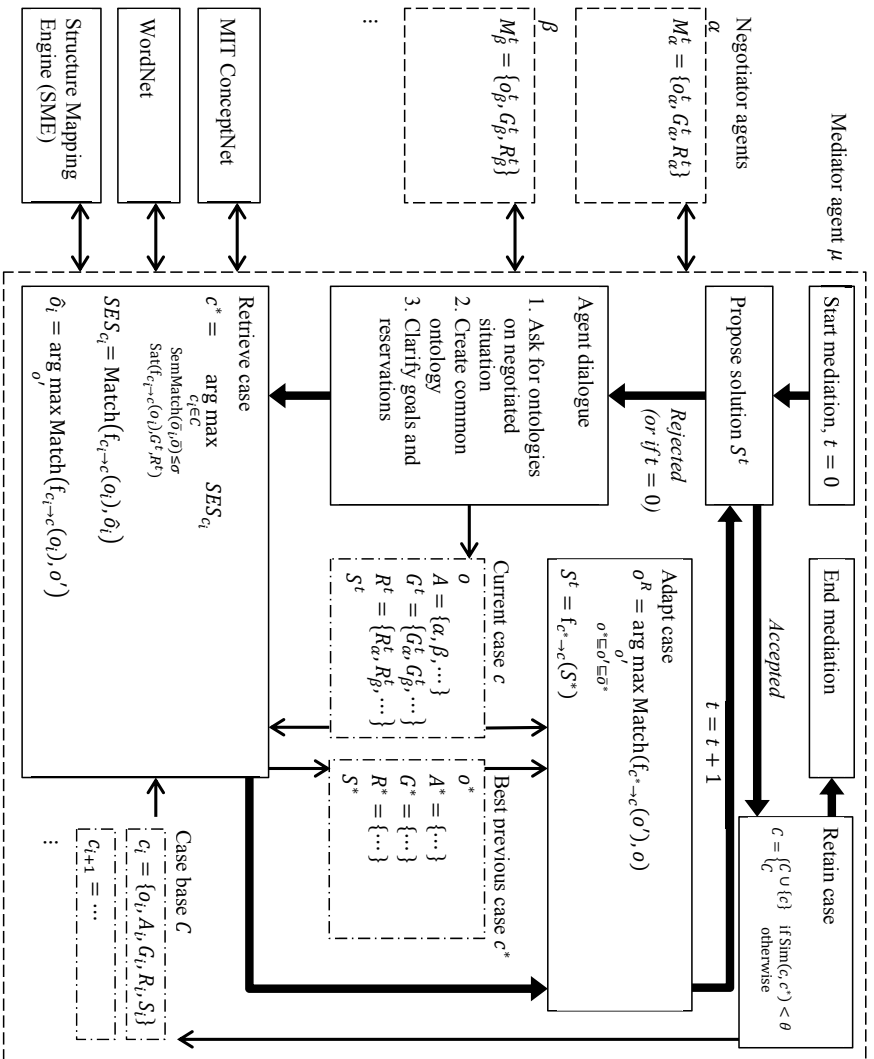 Mediator agent μ
Start mediation, t = 0
End mediation
Retain case
C = {C ∪ {c} if Sim(c, c*) < θ
C otherwise
Negotiator agents
α
M_α^t = {o_α^t, G_α^t, R_α^t}
β
M_β^t = {o_β^t, G_β^t, R_β^t}
⋮
Propose solution S^t
Accepted
Rejected
(or if t = 0)
t = t + 1
Agent dialogue
1. Ask for ontologies
on negotiated
situation
2. Create common
ontology
3. Clarify goals and
reservations
Adapt case
o^R = arg max Match(f_{c*→c}(o′), o)
o′
o*⊑o′⊑ō*
S^t = f_{c*→c}(S*)
Current case c
o
A = {α, β, ⋯}
G^t = {G_α^t, G_β^t, ⋯}
R^t = {R_α^t, R_β^t, ⋯}
S^t
Best previous case c*
o*
A* = {⋯}
G* = {⋯}
R* = {⋯}
S*
MIT ConceptNet
WordNet
Structure Mapping
Engine (SME)
Retrieve case
c* = arg max SES_{c_i}
c_i∈C
SemMatch(ō_i,ō)≤σ
Sat(f_{c_i→c}(o_i),G^t,R^t)
SES_{c_i} = Match(f_{c_i→c}(o_i), ô_i)
ô_i = arg max Match(f_{c_i→c}(o_i), o′)
o′
Case base C
c_i = {o_i, A_i, G_i, R_i, S_i}
c_{i+1} = ⋯
⋮